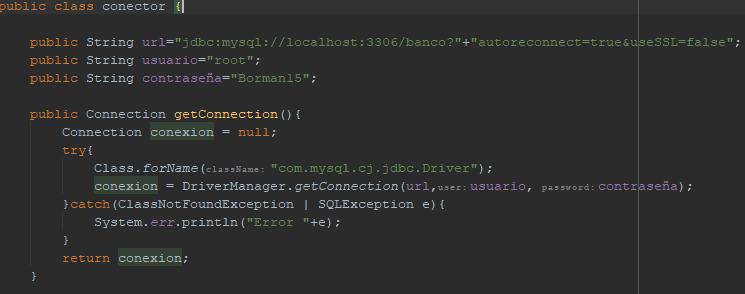 public class conector {
public String url="jdbc:mysql://localhost:3306/banco?"+"autoreconnect=true&useSSL=false";
public String usuario="root";
public String contraseña="Borman15";
public Connection getConnection(){
Connection conexion = null;
try{
Class.forName(className: "com.mysql.cj.jdbc.Driver");
conexion = DriverManager.getConnection(url,user: usuario, password: contraseña);
}catch(ClassNotFoundException | SQLException e){
System.err.println("Error "+e);
}
return conexion;
}